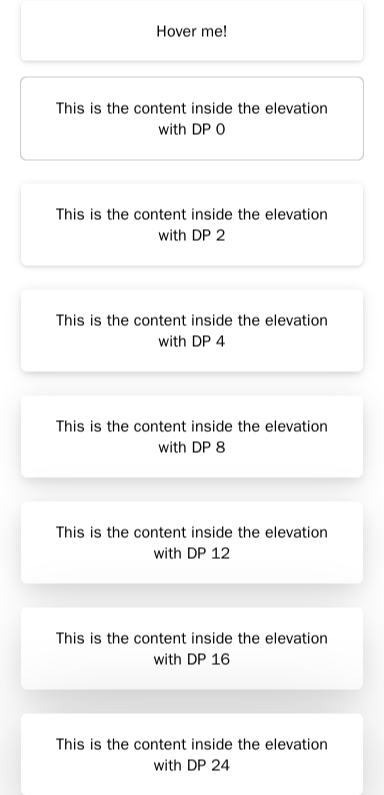 Hover me!
This is the content inside the elevation
with DP 0
This is the content inside the elevation
with DP 2
This is the content inside the elevation
with DP 4
This is the content inside the elevation
with DP 8
This is the content inside the elevation
with DP 12
This is the content inside the elevation
with DP 16
This is the content inside the elevation
with DP 24